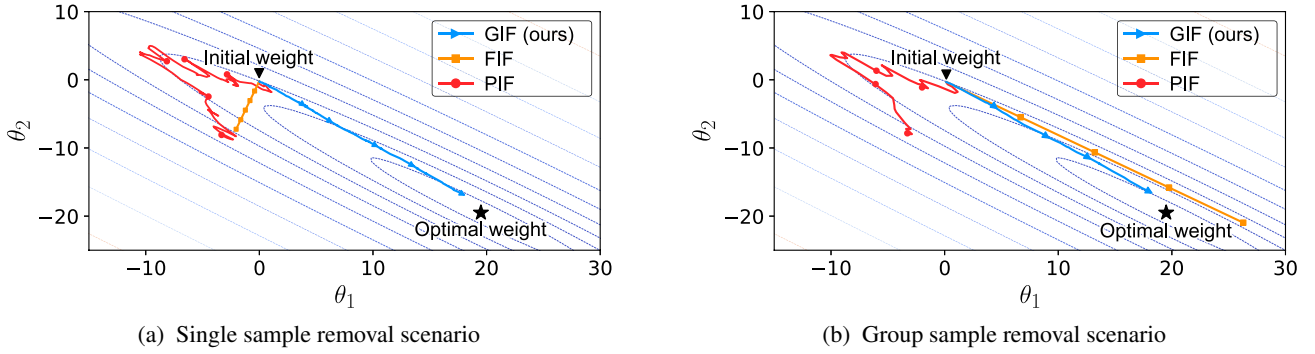 GIF (ours)
FIF
PIF
Initial weight
Optimal weight
5
0
−10
−20
−10
0
10
20
30
θ2
θ1
(a) Single sample removal scenario
GIF (ours)
FIF
PIF
Initial weight
Optimal weight
5
0
−10
−20
−10
0
10
20
30
θ2
θ1
(b) Group sample removal scenario